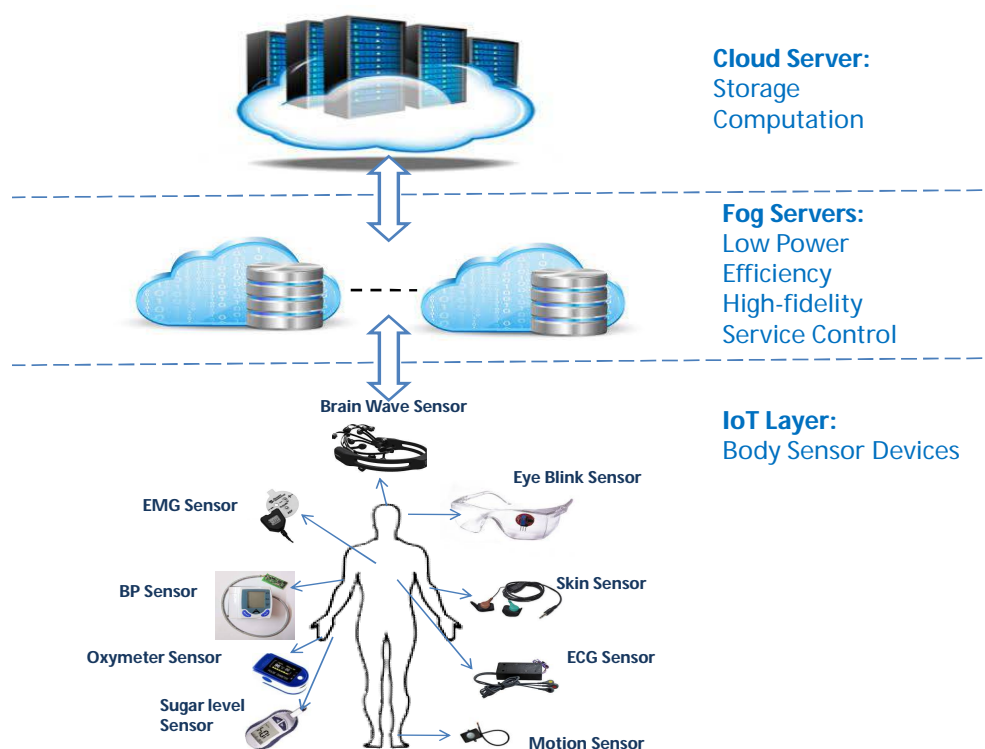 Cloud Server:
Storage
Computation
Fog Servers:
Low Power
Efficiency
High-fidelity
Service Control
IoT Layer:
Body Sensor Devices
Brain Wave Sensor
Eye Blink Sensor
EMG Sensor
BP Sensor
Skin Sensor
Oxymeter Sensor
ECG Sensor
Sugar level
Sensor
Motion Sensor